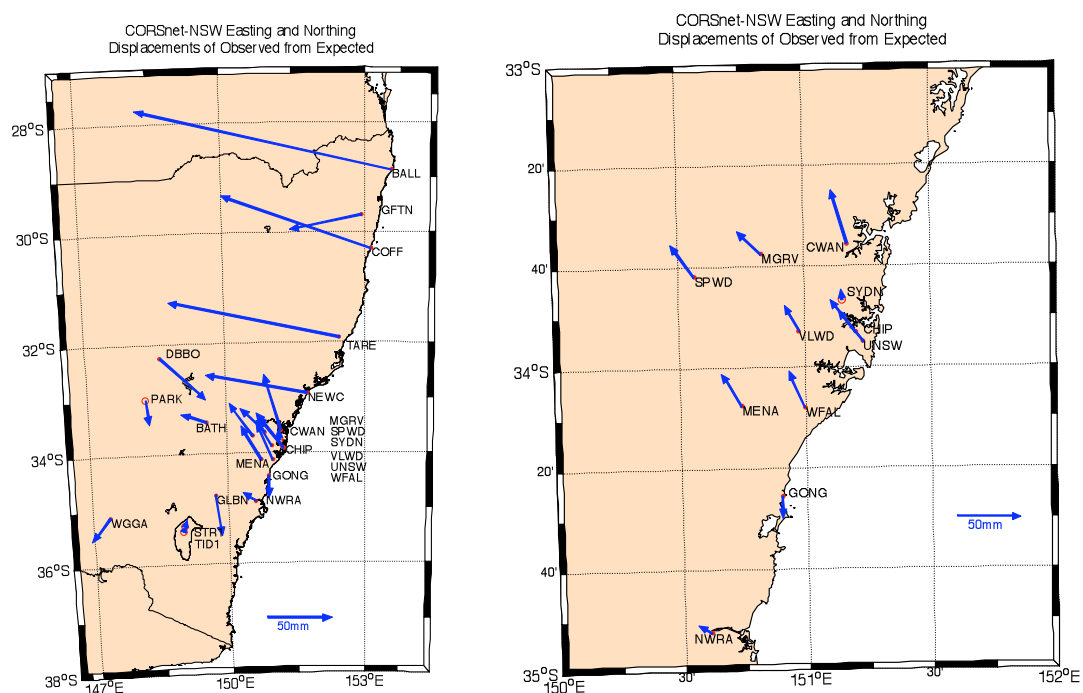 CORSnet-NSW Easting and Northing
Displacements of Observed from Expected
28°S
30°S
32°S
34°S
36°S
38°S
147°E
150°E
153°E
BALL
GFTN
COFF
TARE
DBBO
NEWC
PARK
BATH
MGRV
CWAN
SPWD
SYDN
CHIP
VLWD
MENA
UNSW
GONG
WFAL
GLBN
NWRA
WGGA
STR1
TID1
50mm
CORSnet-NSW Easting and Northing
Displacements of Observed from Expected
33°S
20'
40'
34°S
20'
40'
35°S
150°E
30'
151°E
30'
152°E
CWAN
MGRV
SPWD
SYDN
CHIP
VLWD
UNSW
MENA
WFAL
GONG
50mm
NWRA